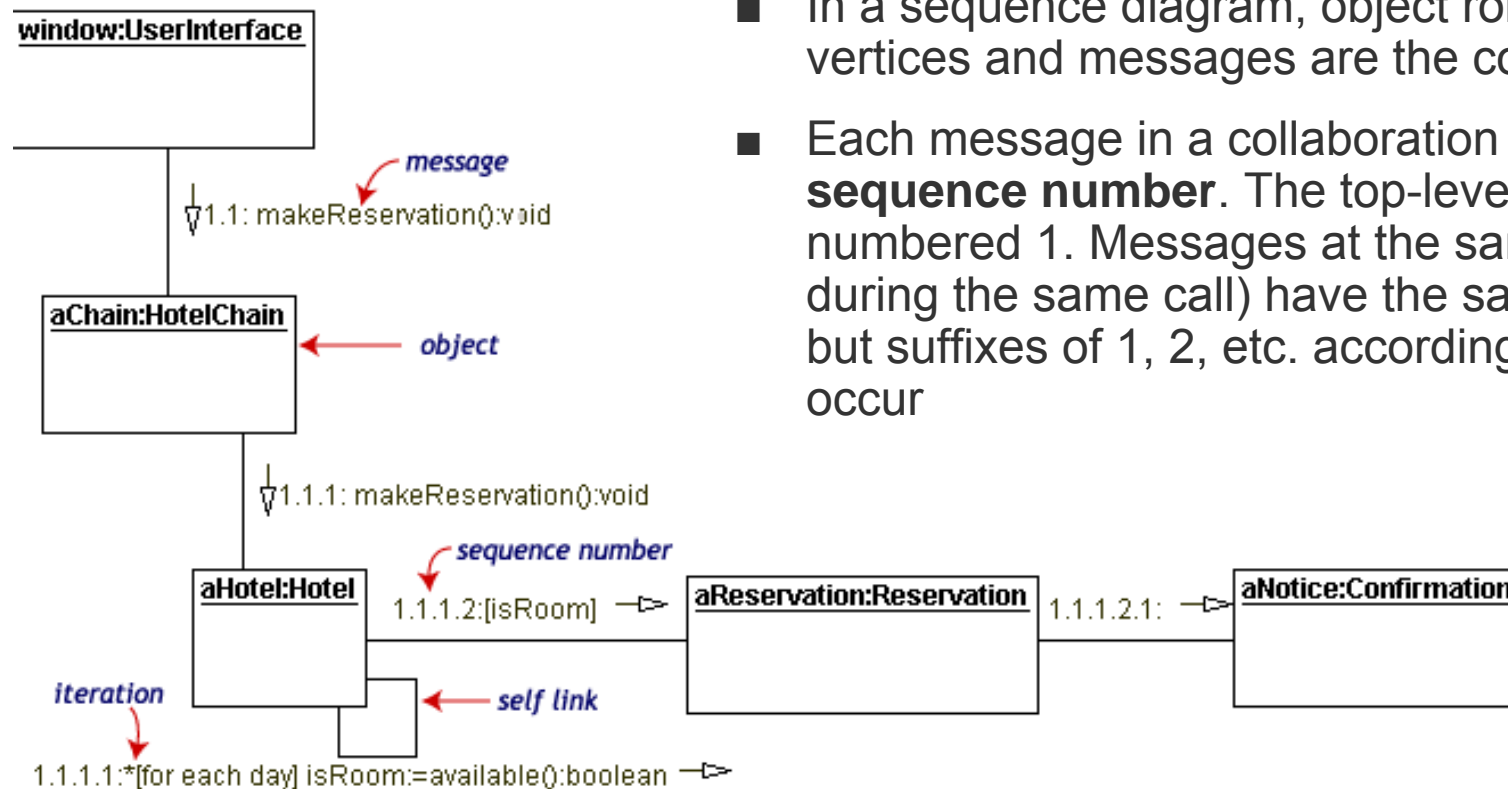 window:UserInterface
message
1.1: makeReservation():void
aChain:HotelChain
object
1.1.1: makeReservation():void
sequence number
aHotel:Hotel
1.1.1.2:[isRoom]
aReservation:Reservation
1.1.1.2.1:
aNotice:Confirmation
iteration
self link
1.1.1.1:*[for each day] isRoom:=available():boolean
■ In a sequence diagram, object
vertices and messages are the
■ Each message in a collaboration
sequence number. The top-leve
numbered 1. Messages at the
during the same call) have the
but suffixes of 1, 2, etc. according
occur